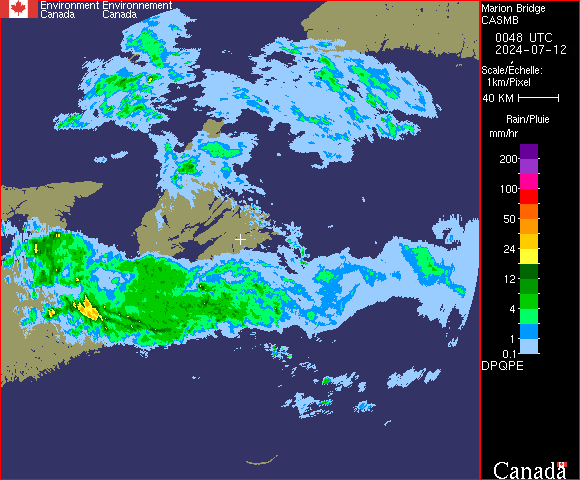 Environment Environnement
Canada Canada
Marion Bridge
CASMB
0048 UTC
2024-07-12
Scale/Echelle:
1km/Pixel
40 KM
Rain/Pluie
mm/hr
200
100
50
24
12
4
1
0.1
DPQPE
Canada